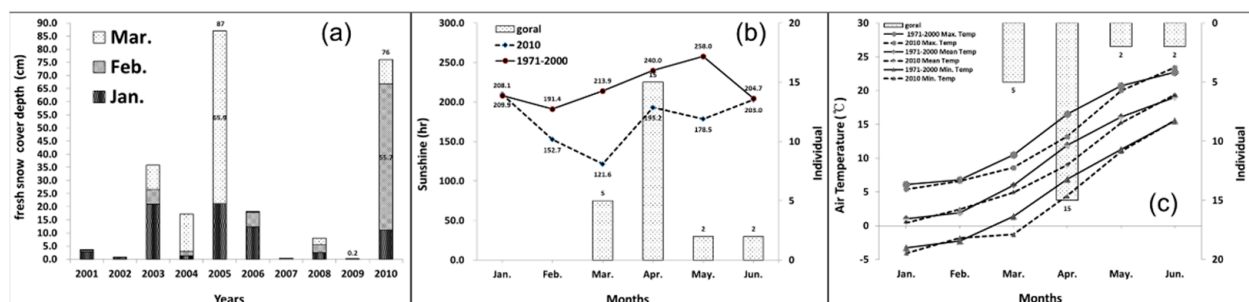 (a)
87
76
65.9
55.7
0.2
Mar.
Feb.
Jan.
fresh snow cover depth (cm)
90.0
85.0
80.0
75.0
70.0
65.0
60.0
55.0
50.0
45.0
40.0
35.0
30.0
25.0
20.0
15.0
10.0
5.0
0.0
2001 2002 2003 2004 2005 2006 2007 2008 2009 2010
Years
(b)
goral
2010
1971-2000
Sunshine (hr)
300.0
250.0
200.0
150.0
100.0
50.0
0.0
208.1
209.9
191.4
152.7
213.9
121.6
240.0
15
193.2
258.0
178.5
204.7
203.0
5
2
2
20
15
10
5
0
Individual
Jan. Feb. Mar. Apr. May. Jun.
Months
(c)
goral
1971-2000 Max. Temp
2010 Max. Temp
1971-2000 Mean Temp
2010 Mean Temp
1971-2000 Min. Temp
2010 Min. Temp
Air Temperature (℃)
30
25
20
15
10
5
0
-5
5
15
2
2
0
5
10
15
20
Individual
Jan. Feb. Mar. Apr. May. Jun.
Months